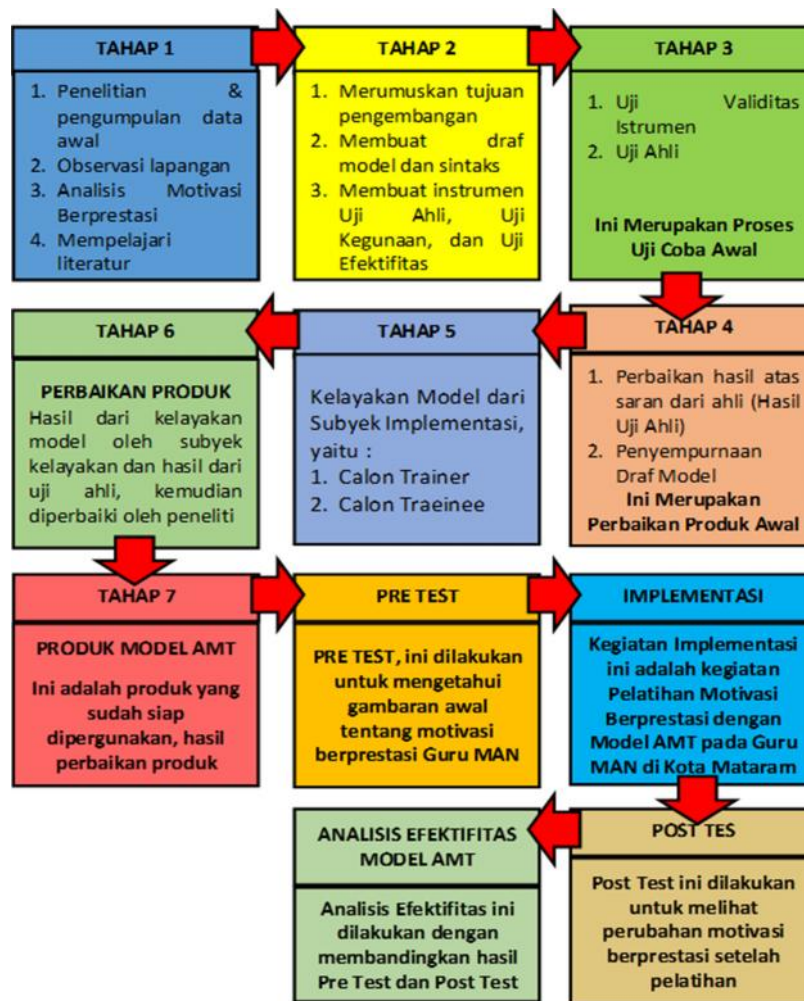 TAHAP 1
1. Penelitian &
pengumpulan data
awal
2. Observasi lapangan
3. Analisis Motivasi
Berprestasi
4. Mempelajari
literatur
TAHAP 2
1. Merumuskan tujuan
pengembangan
2. Membuat draf
model dan sintaks
3. Membuat instrumen
Uji Ahli, Uji
Kegunaan, dan Uji
Efektifitas
TAHAP 3
1. Uji Validitas
Istrumen
2. Uji Ahli
Ini Merupakan Proses
Uji Coba Awal
TAHAP 4
1. Perbaikan hasil atas
saran dari ahli (Hasil
Uji Ahli)
2. Penyempurnaan
Draf Model
Ini Merupakan
Perbaikan Produk Awal
TAHAP 5
Kelayakan Model dari
Subyek Implementasi,
yaitu :
1. Calon Trainer
2. Calon Traeinee
TAHAP 6
PERBAIKAN PRODUK
Hasil dari kelayakan
model oleh subyek
kelayakan dan hasil dari
uji ahli, kemudian
diperbaiki oleh peneliti
TAHAP 7
PRODUK MODEL AMT
Ini adalah produk yang
sudah siap
dipergunakan, hasil
perbaikan produk
PRE TEST
PRE TEST, ini dilakukan
untuk mengetahui
gambaran awal
tentang motivasi
berprestasi Guru MAN
IMPLEMENTASI
Kegiatan Implementasi
ini adalah kegiatan
Pelatihan Motivasi
Berprestasi dengan
Model AMT pada Guru
MAN di Kota Mataram
POST TES
Post Test ini dilakukan
untuk melihat
perubahan motivasi
berprestasi setelah
pelatihan
ANALISIS EFEKTIFITAS
MODEL AMT
Analisis Efektifitas ini
dilakukan dengan
membandingkan hasil
Pre Test dan Post Test